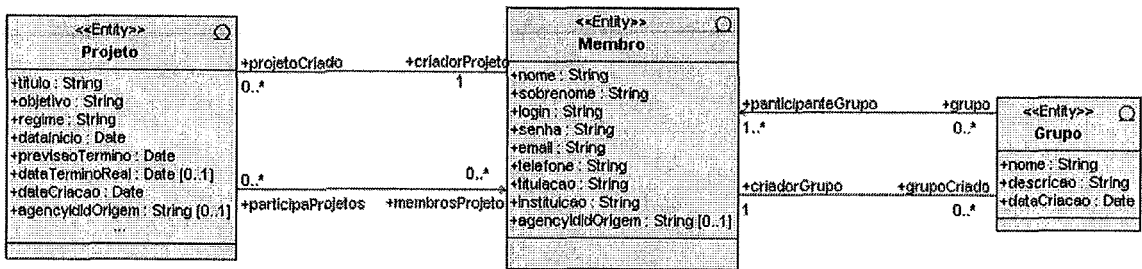 <<Entity>>
Projeto
+titulo : String
+objetivo : String
+regime : String
+dataInicio : Date
+previsaoTermino : Date
+dataTerminoReal : Date [0..1]
+dataCriacao : Date
+agencyIdIdOrigem : String [0..1]
...
+projetoCriado
+criadorProjeto
0..*
1
0..*
0..*
+participaProjetos
+membrosProjeto
<<Entity>>
Membro
+nome : String
+sobrenome : String
+login : String
+senha : String
+email : String
+telefone : String
+titulacao : String
+instituicao : String
+agencyIdIdOrigem : String [0..1]
+participanteGrupo
+grupo
1..*
0..*
+criadorGrupo
+grupoCriado
1
0..*
<<Entity>>
Grupo
+nome : String
+descricao : String
+dataCriacao : Date